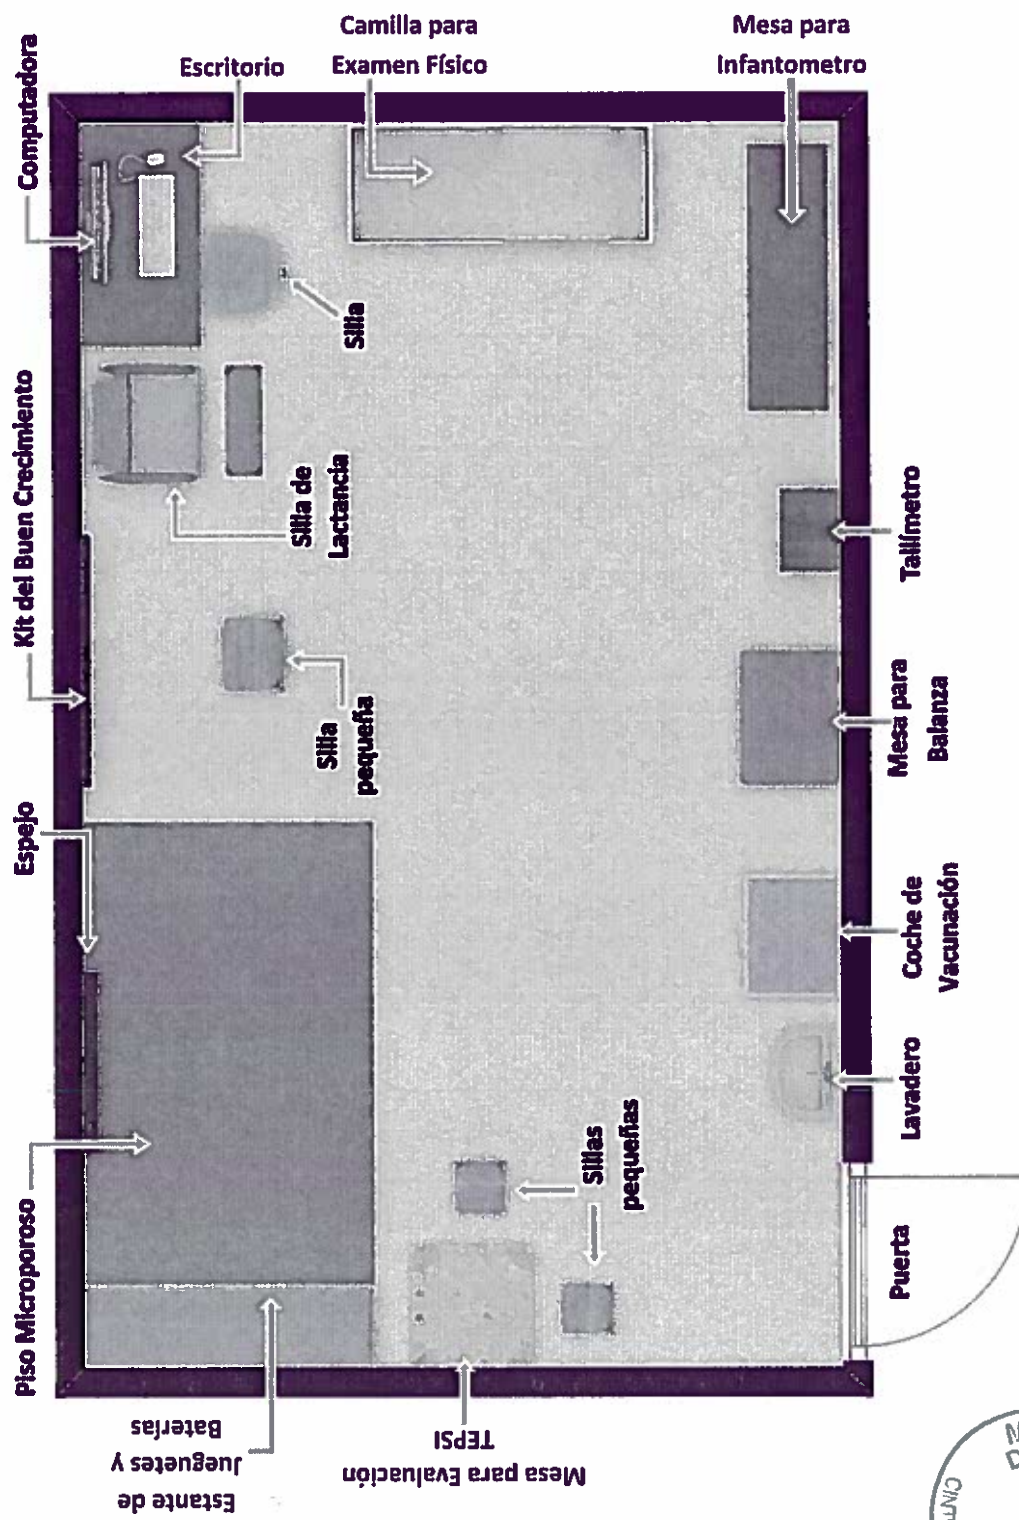 Camilla para
Examen Físico
Mesa para
Infantometro
Escritorio
Computadora
Silla
Kit del Buen Crecimiento
Silla de
Lactancia
Tallímetro
Silla
pequeña
Mesa para
Balanza
Espejo
Coche de
Vacunación
Lavadero
Sillas
pequeñas
Piso Microporoso
Puerta
Estante de
Jueguetes y
Baterías
Mesa para Evaluación
TEPSI